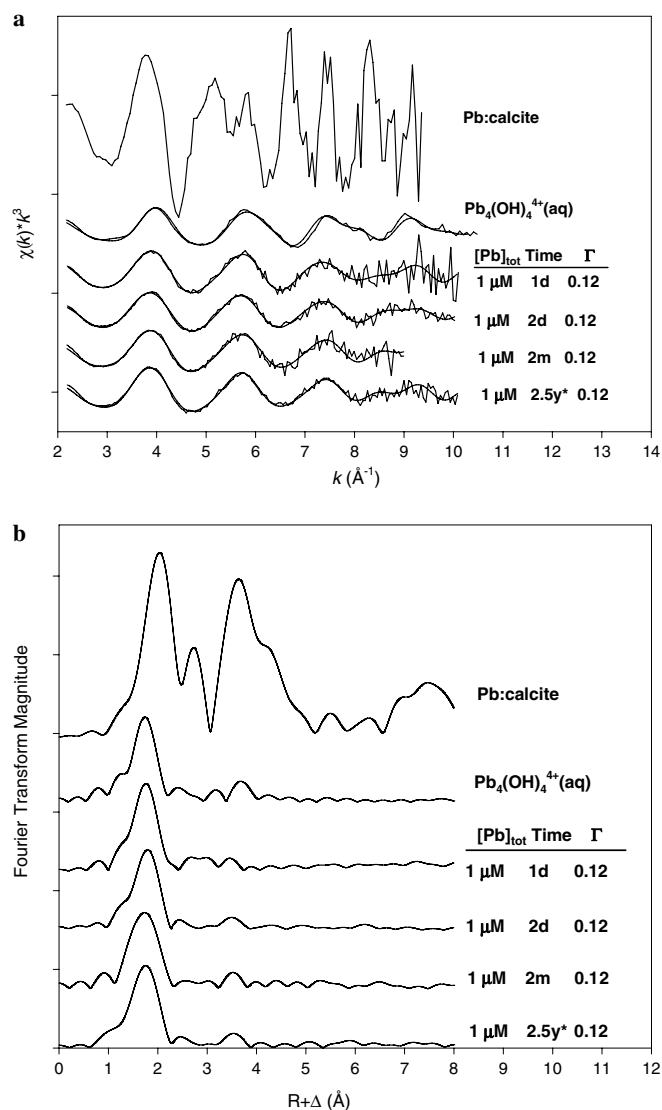 a
χ(k)*k³
Pb:calcite
Pb₄(OH)₄⁴⁺(aq)
[Pb]tot Time Γ
1 μM 1d 0.12
1 μM 2d 0.12
1 μM 2m 0.12
1 μM 2.5y* 0.12
2 3 4 5 6 7 8 9 10 11 12 13 14
k (Å⁻¹)
b
Fourier Transform Magnitude
Pb:calcite
Pb₄(OH)₄⁴⁺(aq)
[Pb]tot Time Γ
1 μM 1d 0.12
1 μM 2d 0.12
1 μM 2m 0.12
1 μM 2.5y* 0.12
0 1 2 3 4 5 6 7 8 9 10 11 12
R+Δ (Å)